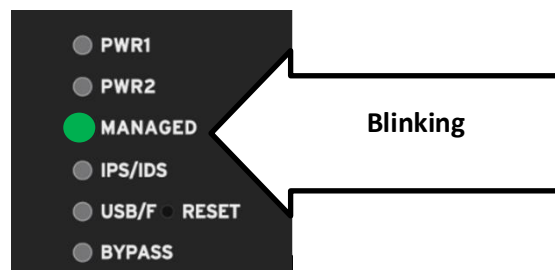 PWR1
PWR2
MANAGED
Blinking
IPS/IDS
USB/F RESET
BYPASS